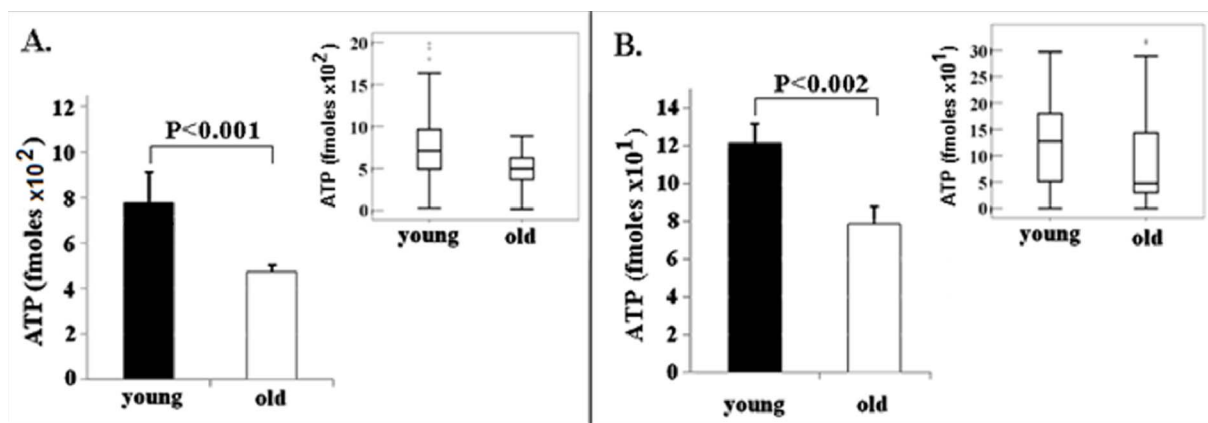 A.
ATP (fmoles x10²)
12
10
8
6
4
2
0
P<0.001
young old
ATP (fmoles x10²)
20
15
10
5
0
young old
B.
ATP (fmoles x10¹)
14
12
10
8
6
4
2
0
P<0.002
young old
ATP (fmoles x10¹)
30
25
20
15
10
5
0
young old